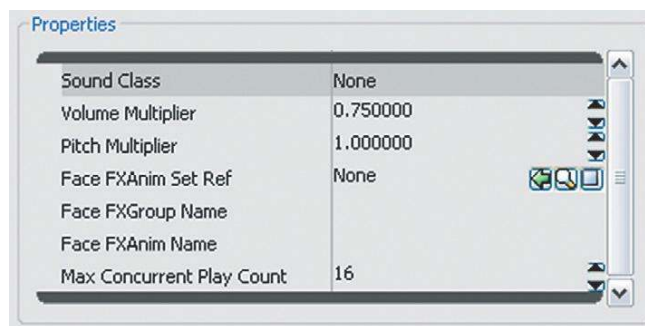 Properties
Sound Class None
Volume Multiplier 0.750000
Pitch Multiplier 1.000000
Face FXAnim Set Ref None
Face FXGroup Name
Face FXAnim Name
Max Concurrent Play Count 16